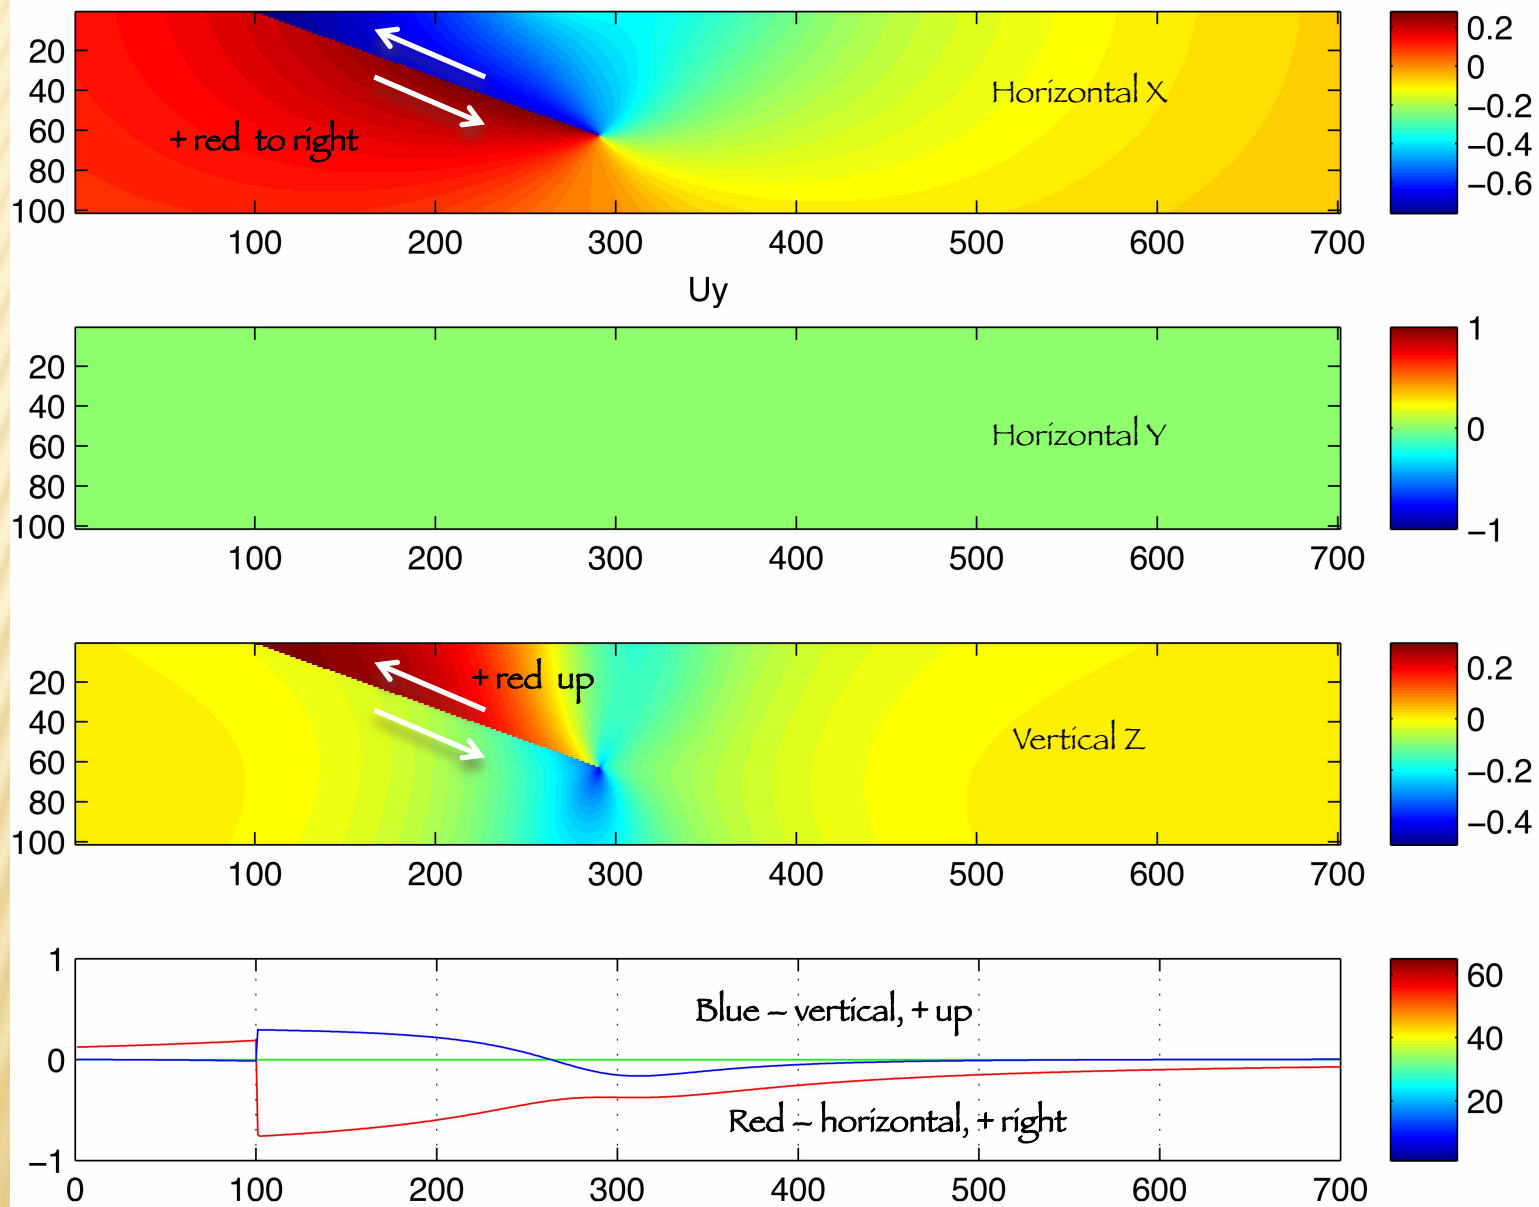 20
40
60
80
100
Horizontal X
+ red to right
100 200 300 400 500 600 700
0.2
0
−0.2
−0.4
−0.6
Uy
20
40
60
80
100
Horizontal Y
100 200 300 400 500 600 700
1
0
−1
20
40
60
80
100
+ red up
Vertical Z
100 200 300 400 500 600 700
0.2
0
−0.2
−0.4
1
0
−1
Blue – vertical, + up
Red – horizontal, + right
0 100 200 300 400 500 600 700
60
40
20